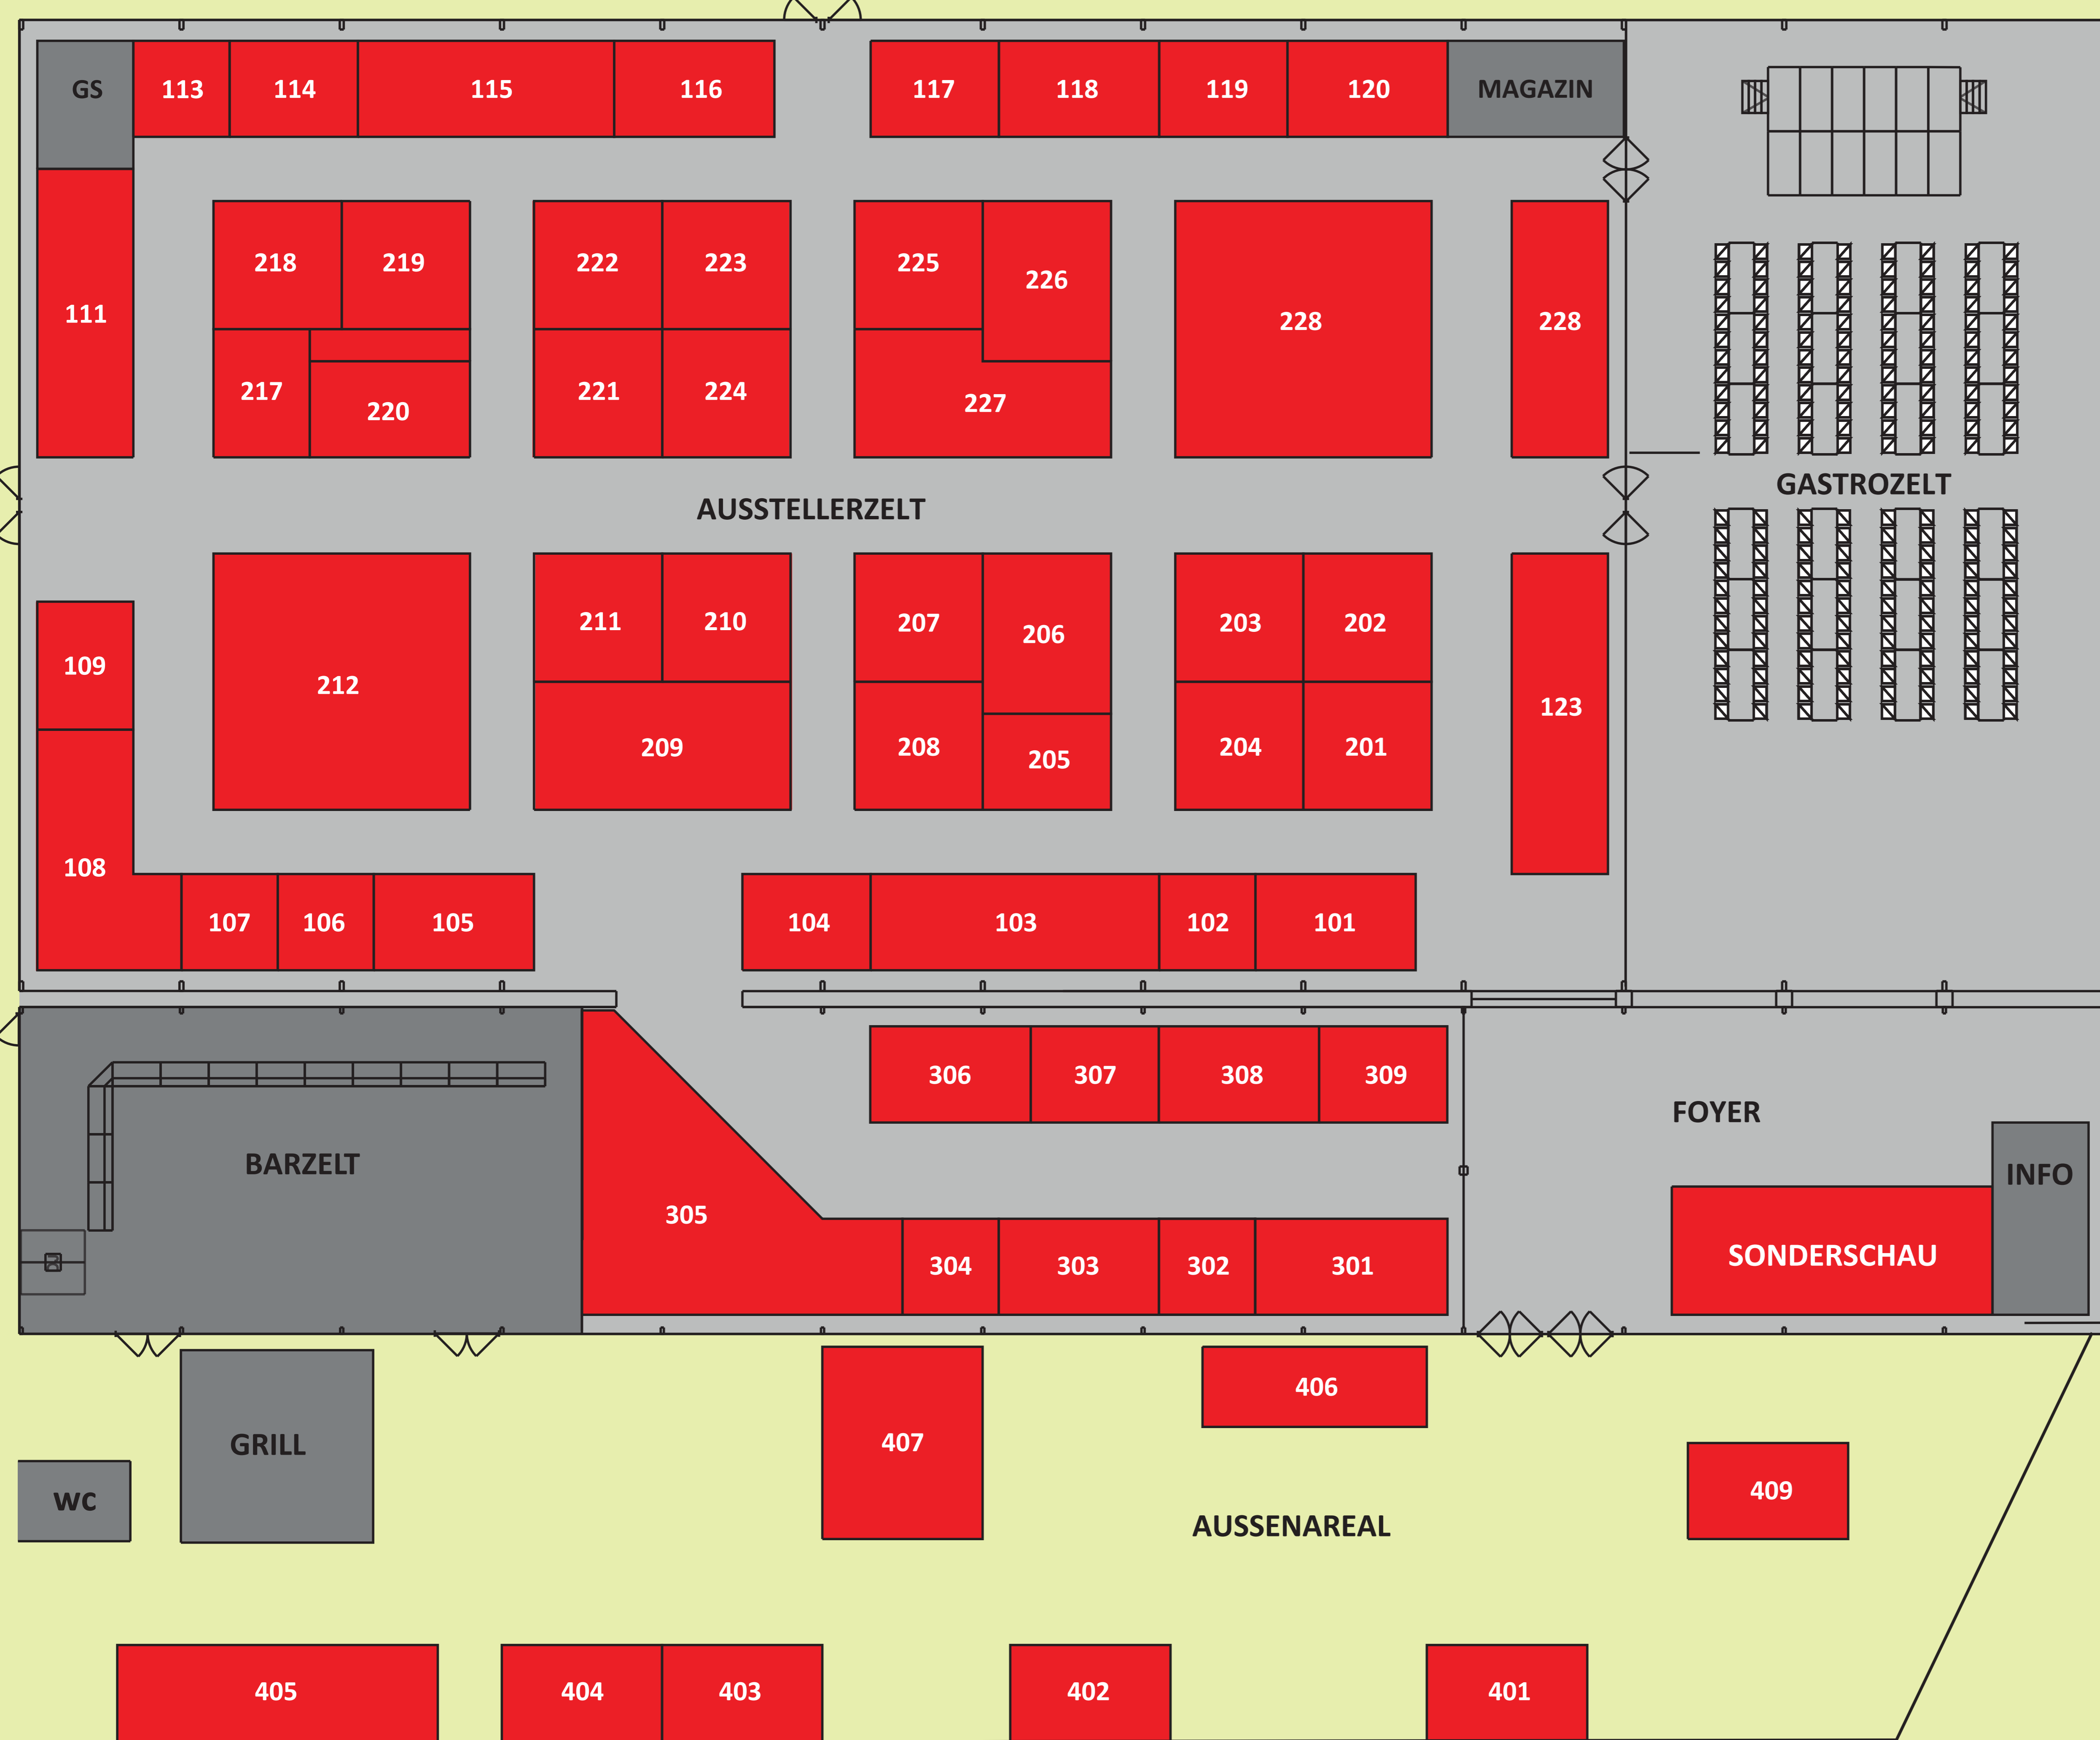 GS 113 114 115 116 117 118 119 120 MAGAZIN
218 219 222 223 225 226
111 228 228
217 220 221 224 227
GASTROZELT
AUSSTELLERZELT
211 210 207 206 203 202
109 212
123
209 208 205 204 201
108
107 106 105 104 103 102 101
306 307 308 309
FOYER
BARZELT INFO
305
304 303 302 301 SONDERSCHAU
406
GRILL 407
409
WC
AUSSENAREAL
405 404 403 402 401